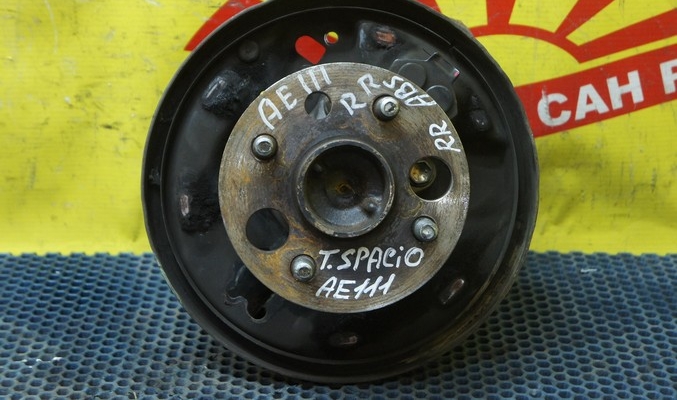 AE111
RR
ABS
RR
T. SPACIO
AE111
САН Р